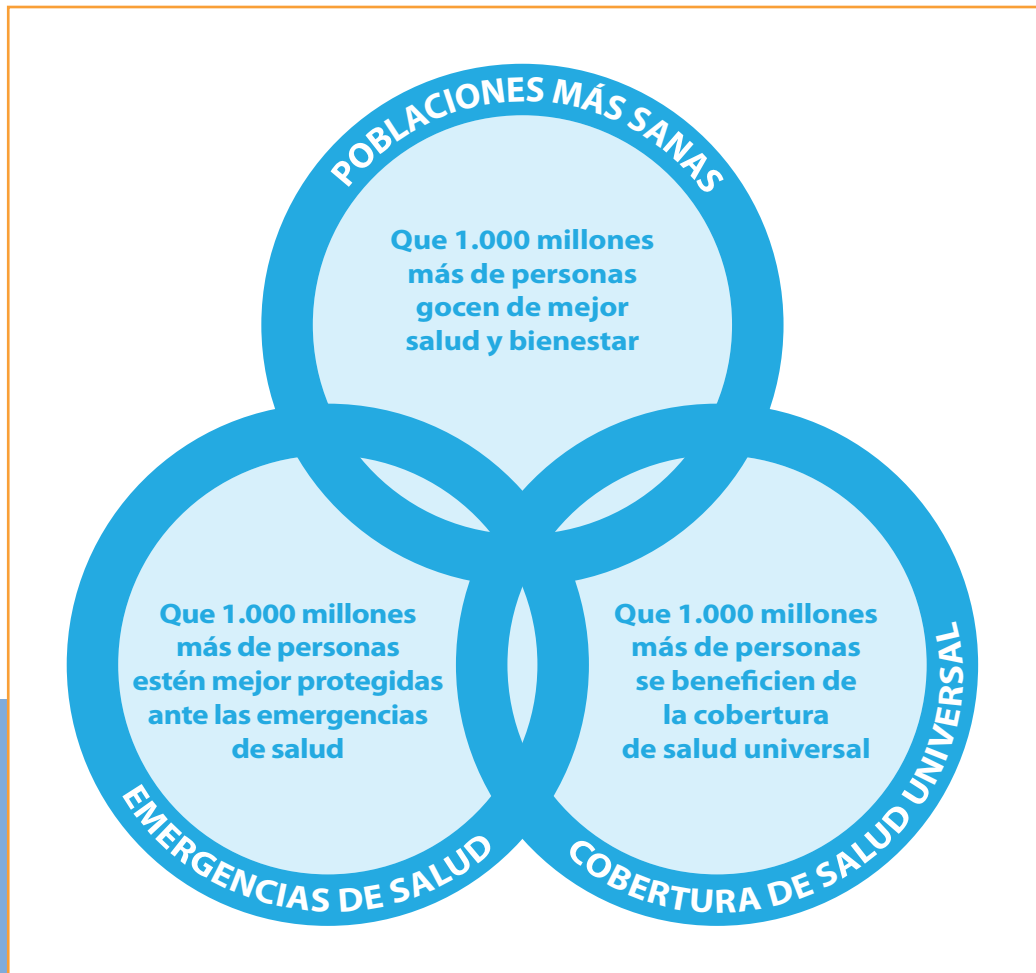 POBLACIONES MÁS SANAS
Que 1.000 millones
más de personas
gocen de mejor
salud y bienestar
Que 1.000 millones
más de personas
estén mejor protegidas
ante las emergencias
de salud
EMERGENCIAS DE SALUD
Que 1.000 millones
más de personas
se beneficien de
la cobertura
de salud universal
COBERTURA DE SALUD UNIVERSAL